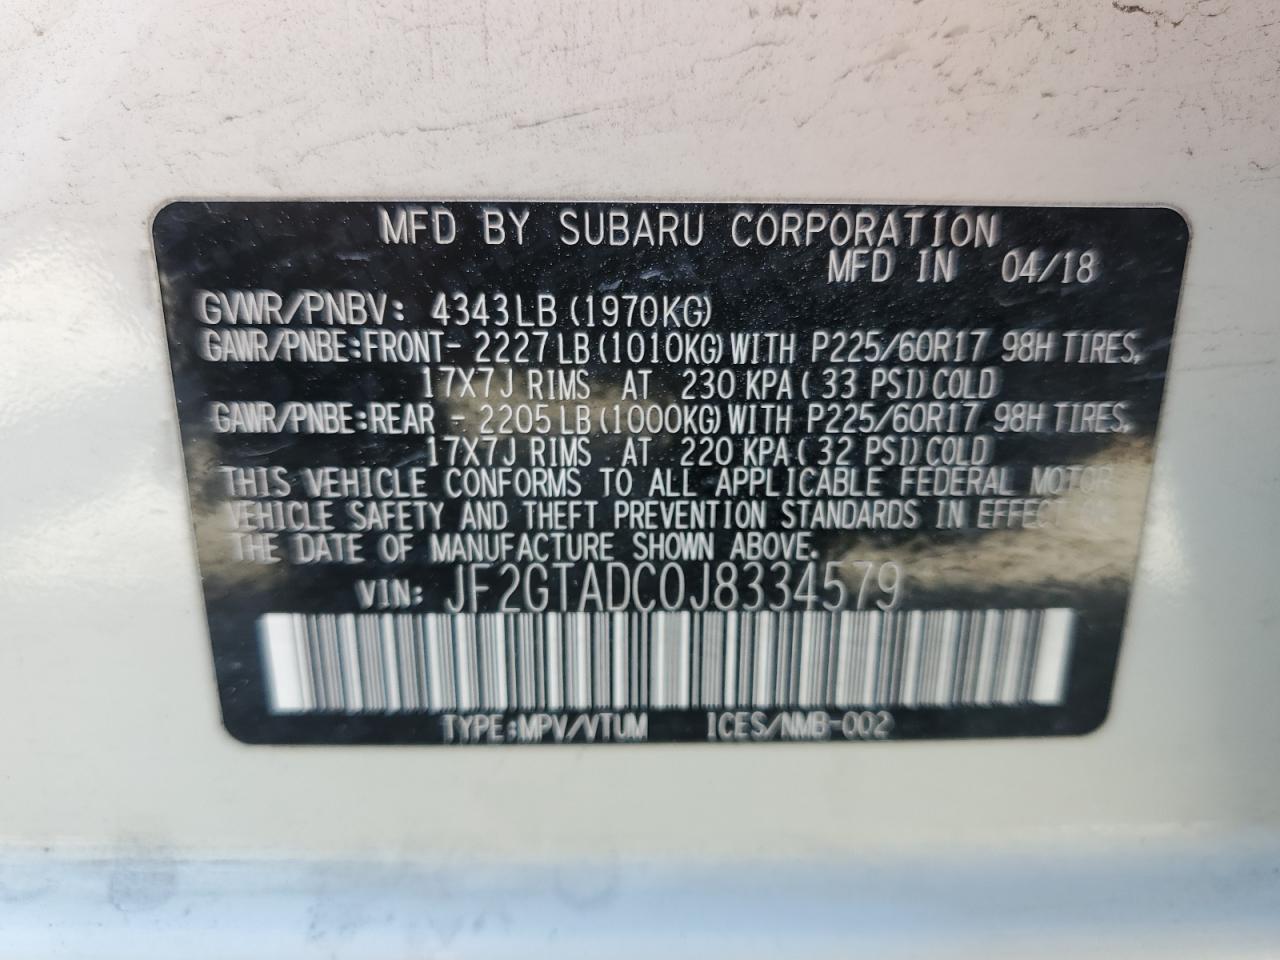 MFD BY SUBARU CORPORATION
MFD IN 04/18
GVWR/PNBV: 4343LB (1970KG)
GAWR/PNBE:FRONT- 2227LB (1010KG) WITH P225/60R17 98H TIRES,
17X7J RIMS AT 230 KPA (33 PSI) COLD
GAWR/PNBE:REAR - 2205LB (1000KG) WITH P225/60R17 98H TIRES,
17X7J RIMS AT 220 KPA (32 PSI) COLD
THIS VEHICLE CONFORMS TO ALL APPLICABLE FEDERAL MOTOR
VEHICLE SAFETY AND THEFT PREVENTION STANDARDS IN EFFECT ON
THE DATE OF MANUFACTURE SHOWN ABOVE.
VIN: JF2GTADC0J8334579
TYPE:MPV/VTUM ICES/NMB-002